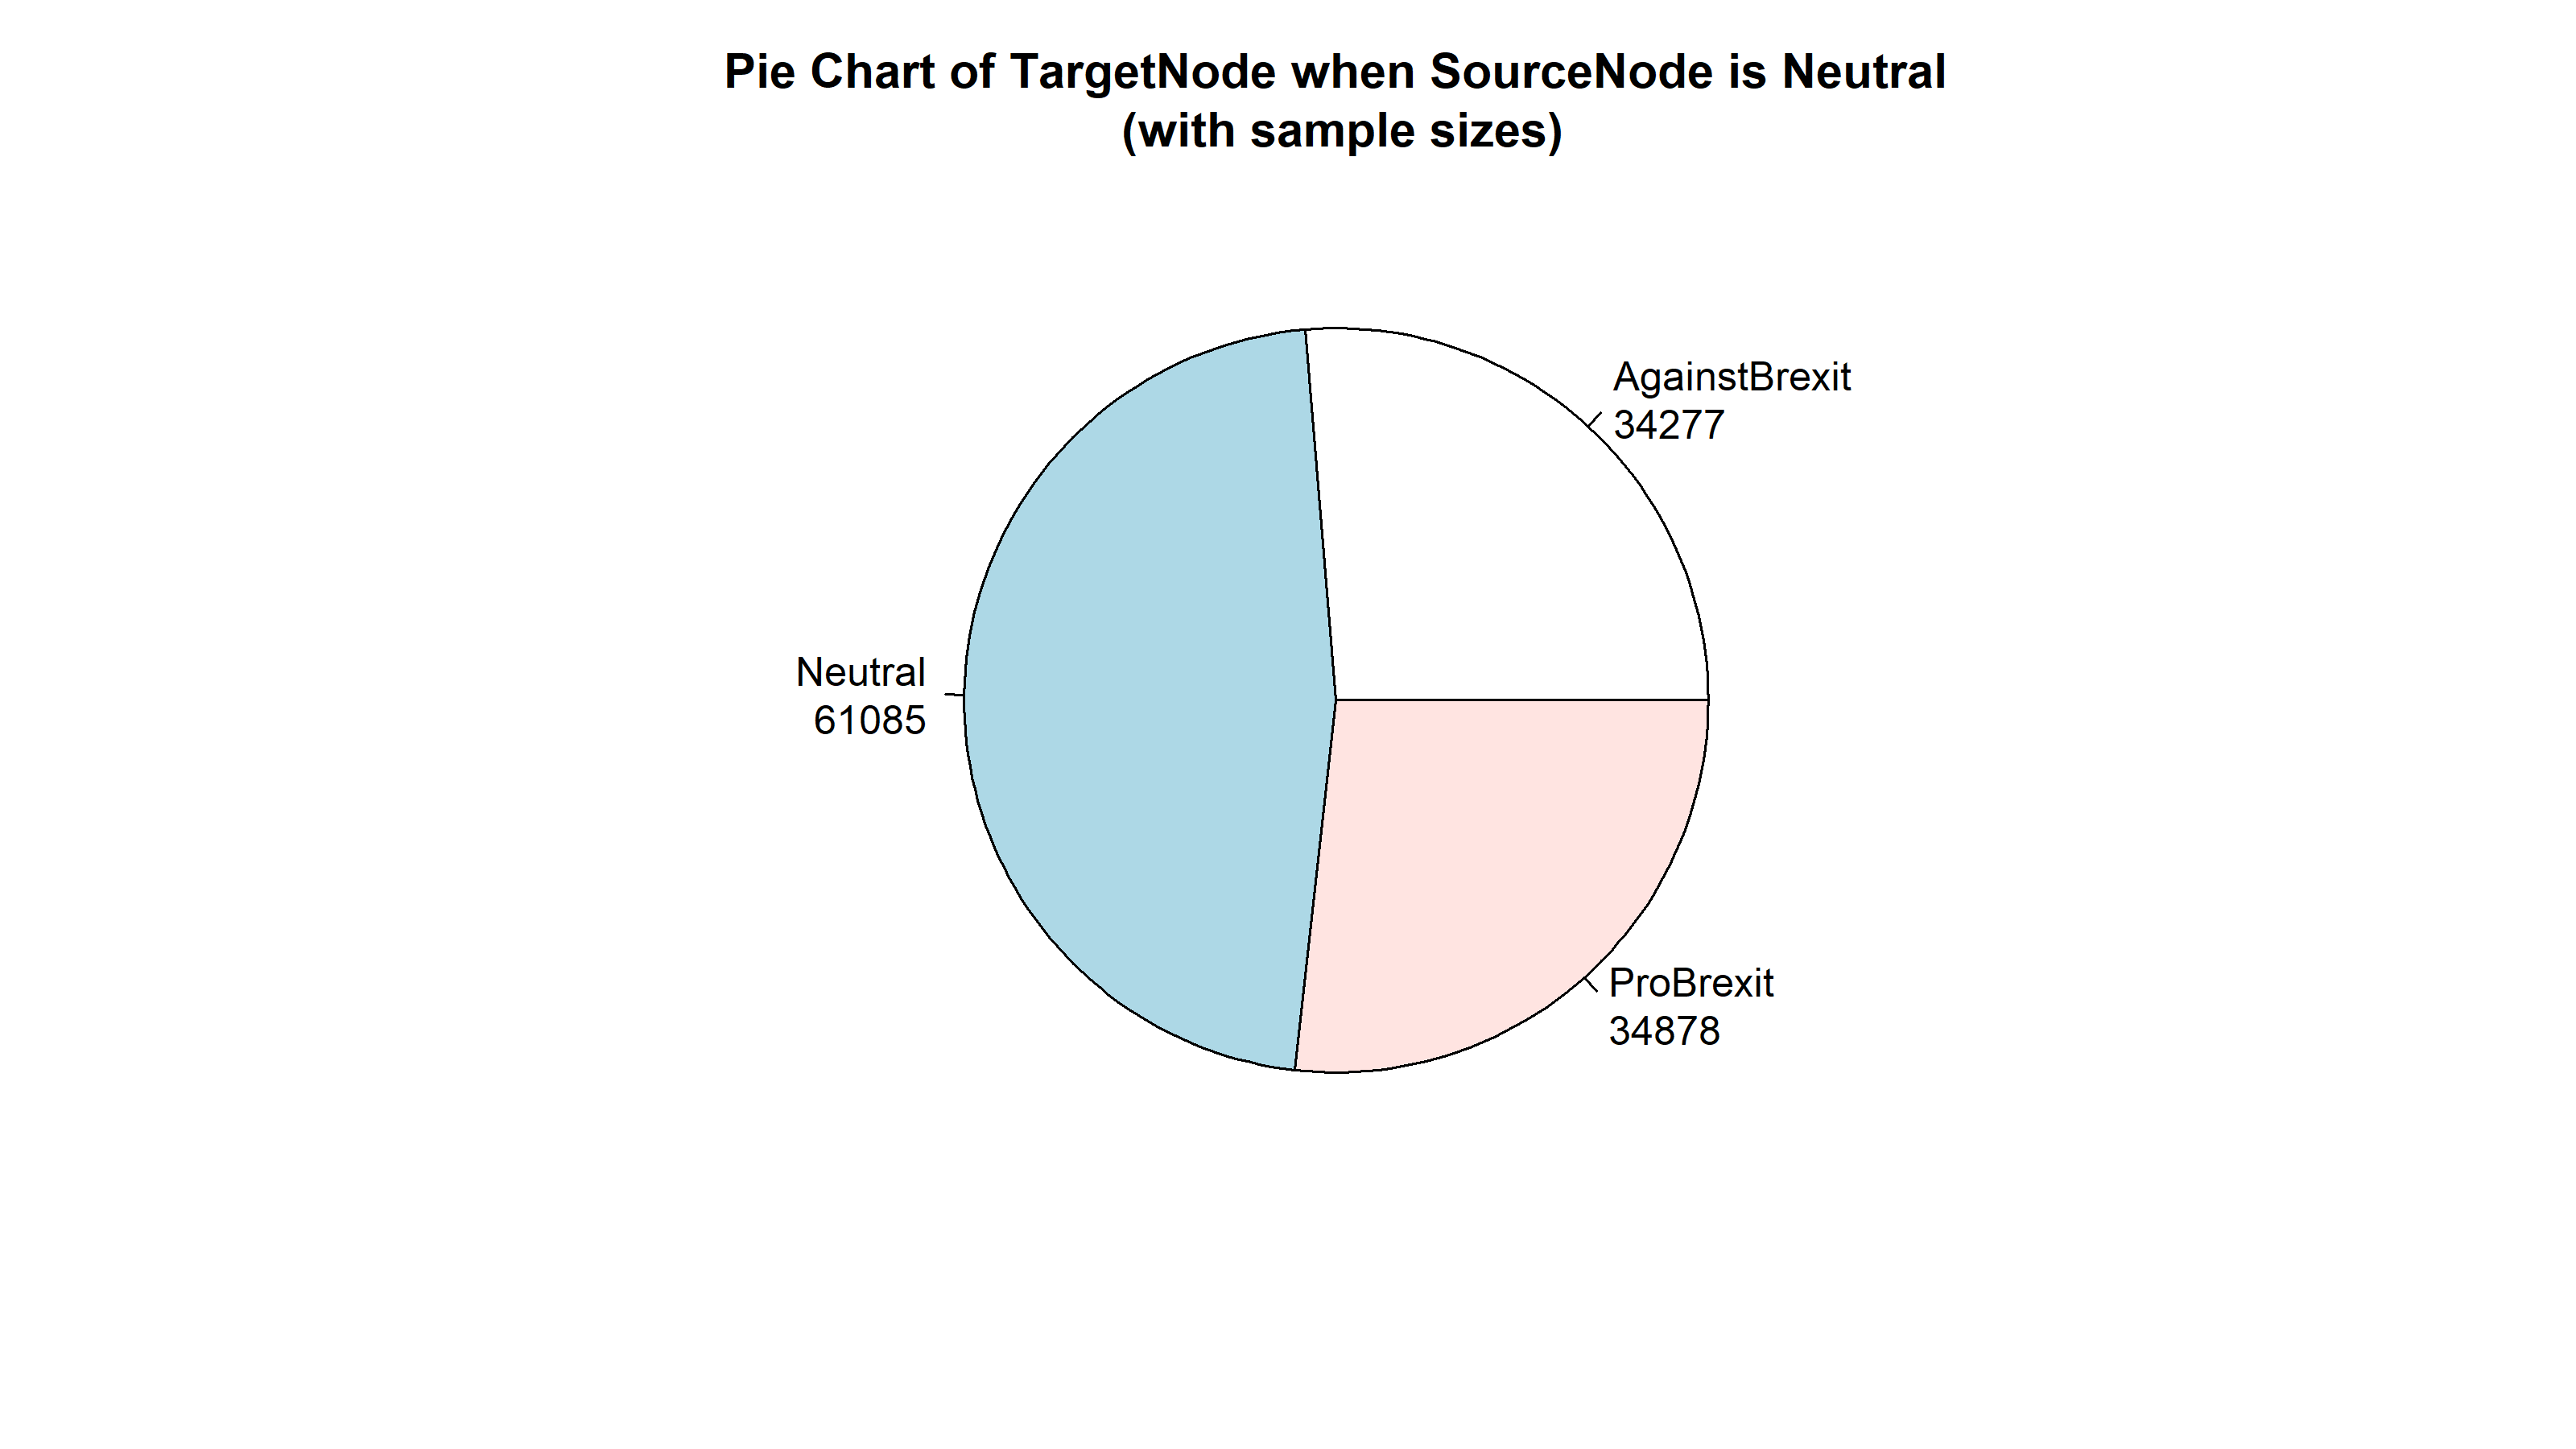 Pie Chart of TargetNode when SourceNode is Neutral
(with sample sizes)
AgainstBrexit
34277
Neutral
61085
ProBrexit
34878